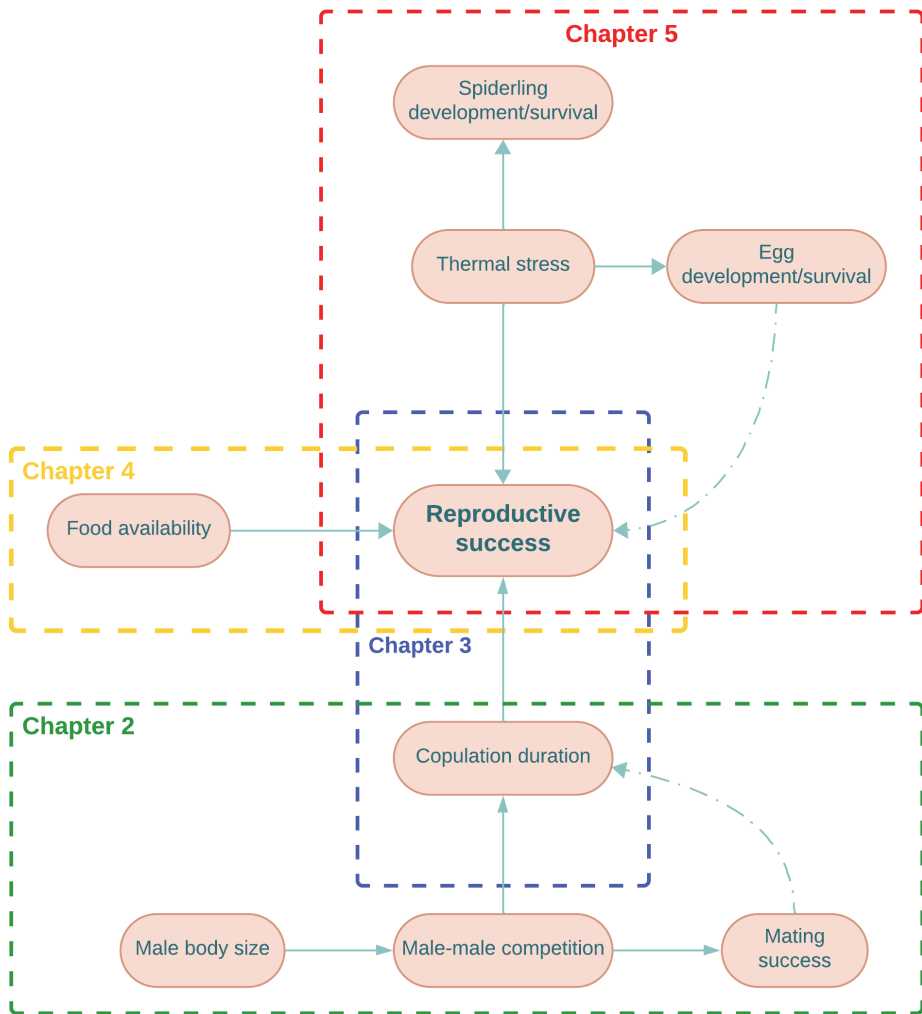 Chapter 5
Spiderling
development/survival
Thermal stress
Egg
development/survival
Chapter 4
Food availability
Reproductive
success
Chapter 3
Chapter 2
Copulation duration
Male body size
Male-male competition
Mating
success